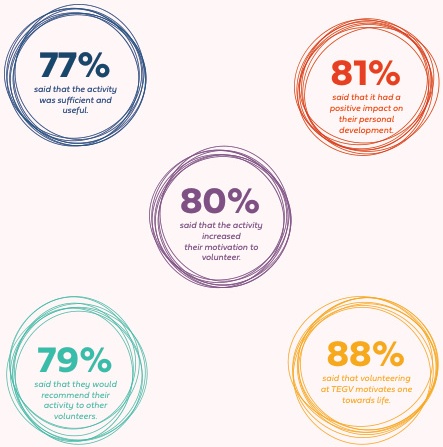 77%
said that the activity
was sufficient and
useful.
81%
said that it had a
positive impact on
their personal
development.
80%
said that the activity
increased
their motivation to
volunteer.
79%
said that they would
recommend their
activity to other
volunteers.
88%
said that volunteering
at TEGV motivates one
towards life.